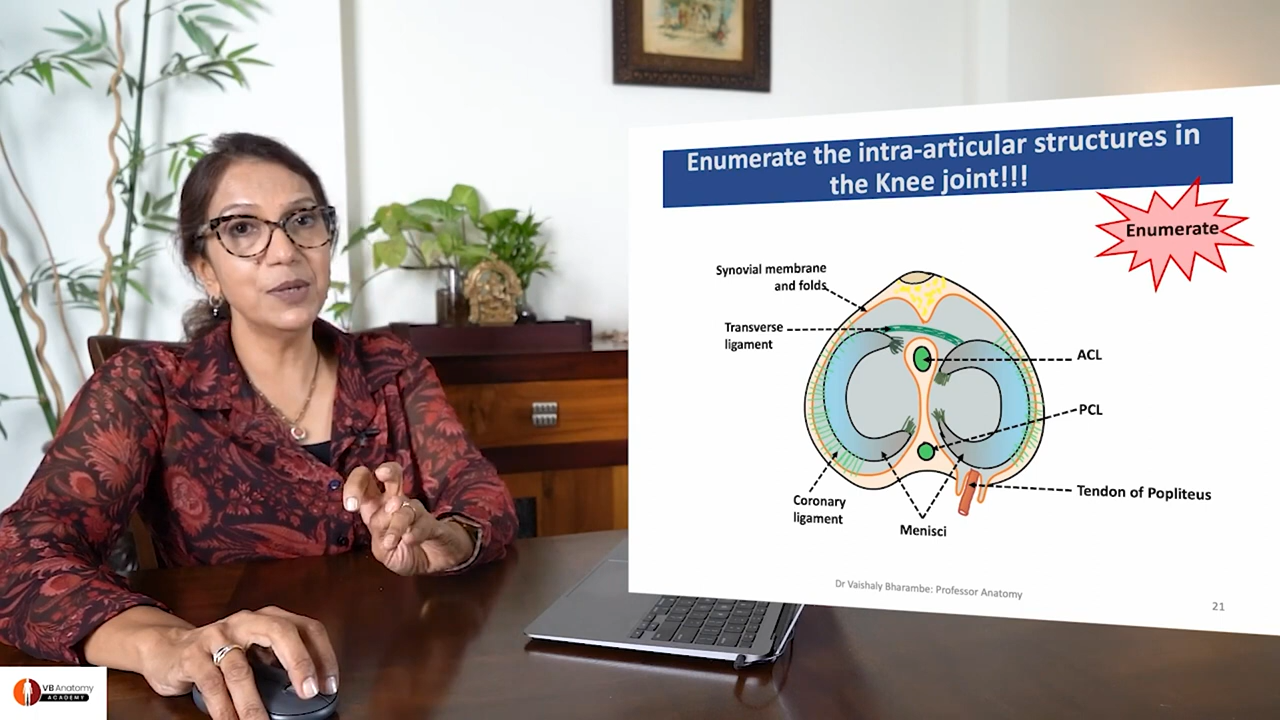 Enumerate the intra-articular structures in
the Knee joint!!!
Enumerate
Synovial membrane
and folds
Transverse
ligament
ACL
PCL
Tendon of Popliteus
Coronary
ligament
Menisci
Dr Vaishaly Bharambe: Professor Anatomy
21
VB Anatomy
ACADEMY